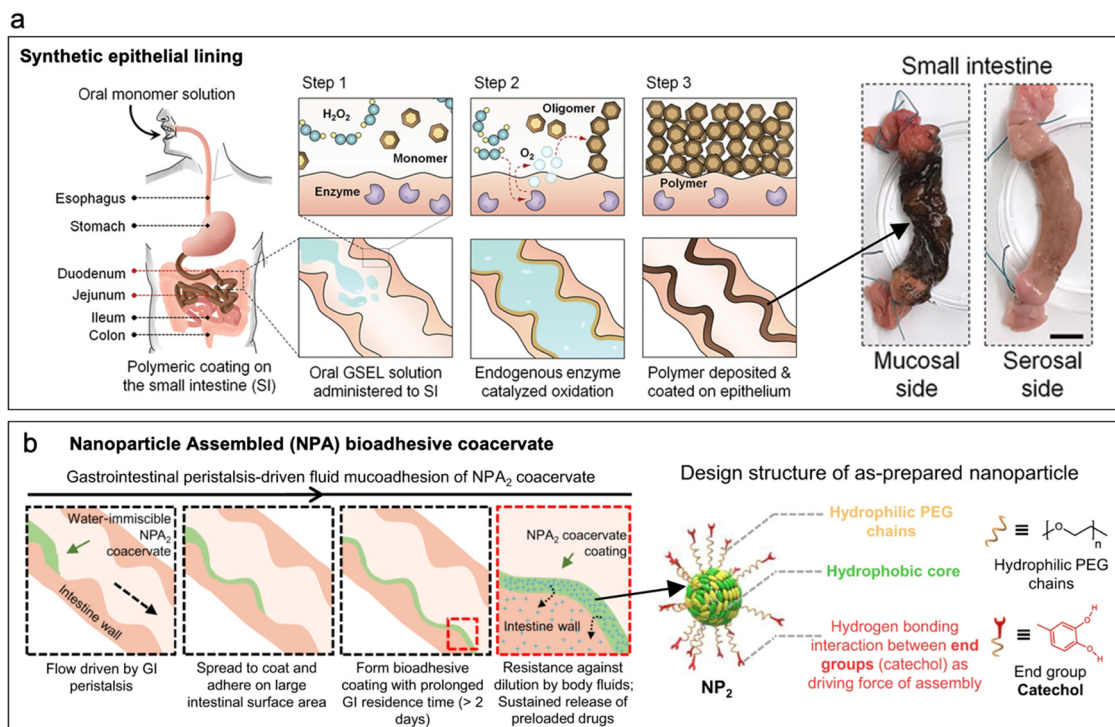 a
Synthetic epithelial lining
Oral monomer solution
Esophagus
Stomach
Duodenum
Jejunum
Ileum
Colon
Polymeric coating on
the small intestine (SI)
Step 1
H₂O₂
Monomer
Enzyme
Oral GSEL solution
administered to SI
Step 2
Oligomer
O₂
Endogenous enzyme
catalyzed oxidation
Step 3
Polymer
Polymer deposited &
coated on epithelium
Small intestine
Mucosal
side
Serosal
side
b
Nanoparticle Assembled (NPA) bioadhesive coacervate
Gastrointestinal peristalsis-driven fluid mucoadhesion of NPA₂ coacervate
Water-immiscible
NPA₂
coacervate
Intestine wall
Flow driven by GI
peristalsis
Spread to coat and
adhere on large
intestinal surface area
Form bioadhesive
coating with prolonged
GI residence time (> 2
days)
NPA₂ coacervate
coating
Intestine wall
Resistance against
dilution by body fluids;
Sustained release of
preloaded drugs
Design structure of as-prepared nanoparticle
NP₂
Hydrophilic PEG
chains
Hydrophobic core
Hydrogen bonding
interaction between end
groups (catechol) as
driving force of assembly
≡
O
n
Hydrophilic PEG
chains
≡
O H
O H
End group
Catechol